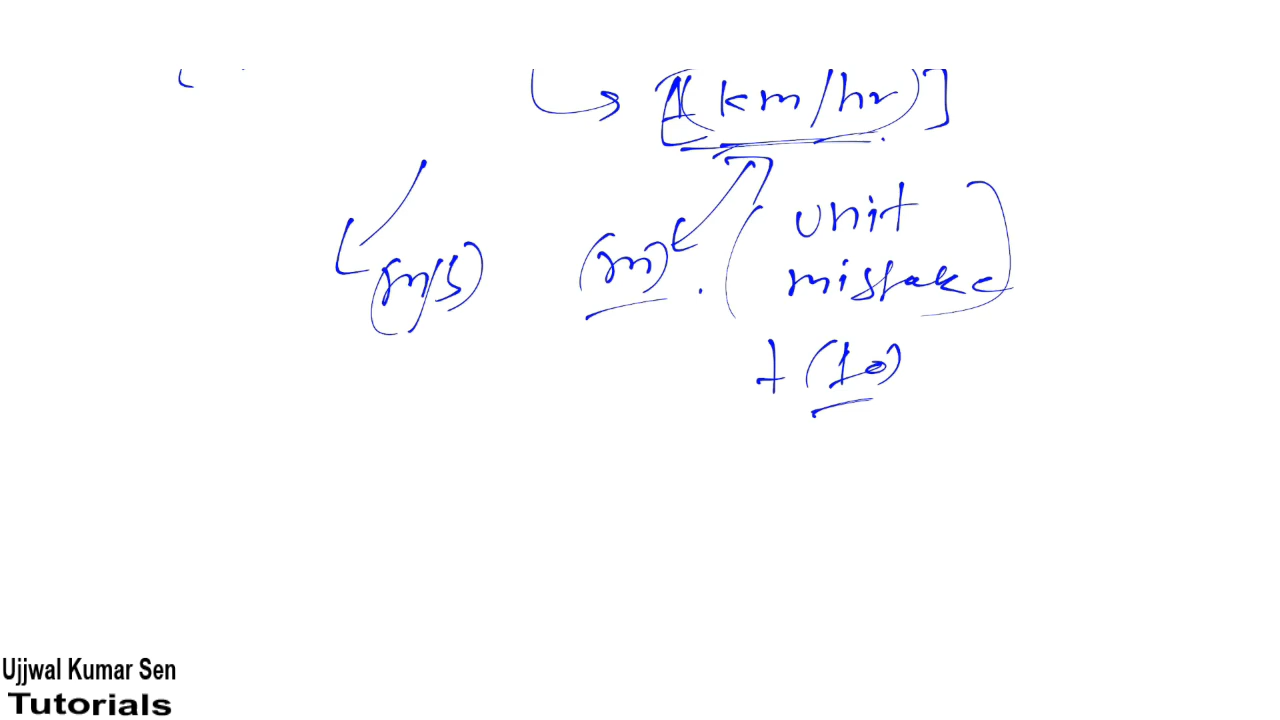 [(km/hr)]
(m/s) (m) . (unit
mistake)
+ (10)
Ujjwal Kumar Sen
Tutorials